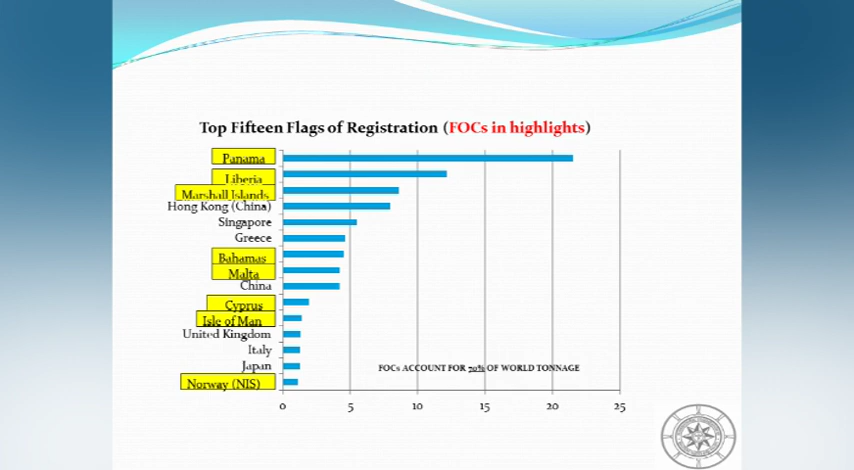 Top Fifteen Flags of Registration (FOCs in highlights)
Panama
Liberia
Marshall Islands
Hong Kong (China)
Singapore
Greece
Bahamas
Malta
China
Cyprus
Isle of Man
United Kingdom
Italy
Japan
FOCs ACCOUNT FOR 70% OF WORLD TONNAGE
Norway (NIS)
0 5 10 15 20 25